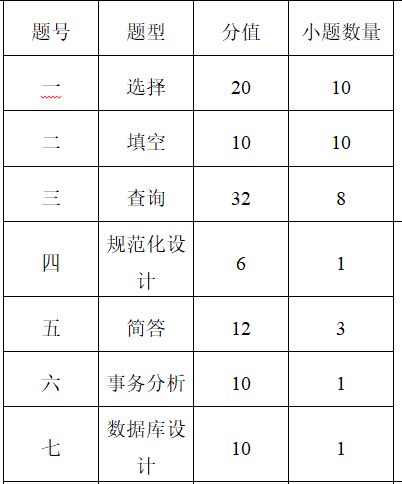 题号 题型 分值 小题数量
一 选择 20 10
二 填空 10 10
三 查询 32 8
四 规范化设计 6 1
五 简答 12 3
六 事务分析 10 1
七 数据库设计 10 1